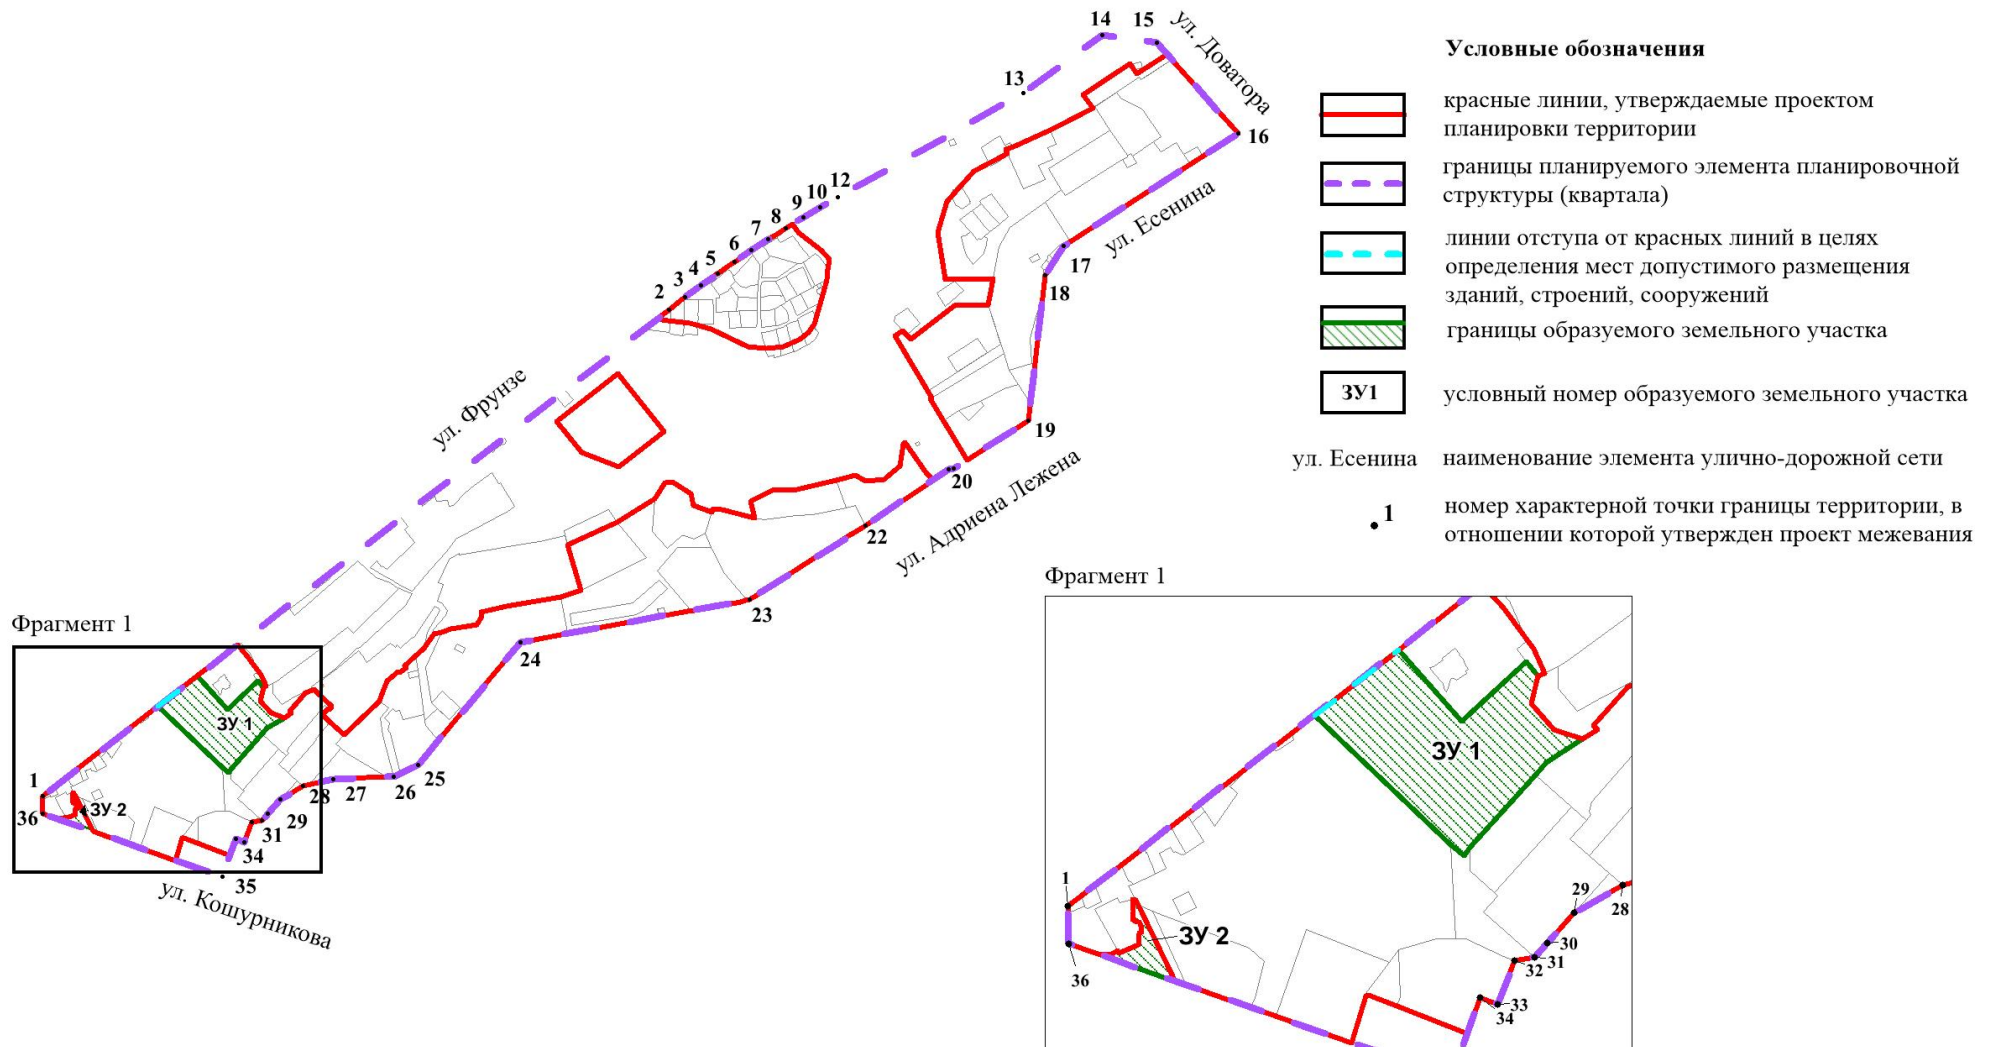 14
15
ул. Доватора
13
16
12
10
9
8
7
6
5
4
3
2
ул. Есенина
17
18
ул. Фрунзе
19
20
ул. Адриена Лежена
22
23
24
25
26
27
28
29
31
34
35
36
1
Фрагмент 1
ЗУ 1
ЗУ 2
ул. Кошурникова
Условные обозначения
красные линии, утверждаемые проектом
планировки территории
границы планируемого элемента планировочной
структуры (квартала)
линии отступа от красных линий в целях
определения мест допустимого размещения
зданий, строений, сооружений
границы образуемого земельного участка
ЗУ1
условный номер образуемого земельного участка
ул. Есенина
наименование элемента улично-дорожной сети
1
номер характерной точки границы территории, в
отношении которой утвержден проект межевания
Фрагмент 1
ЗУ 1
1
ЗУ 2
36
29
28
30
31
32
33
34